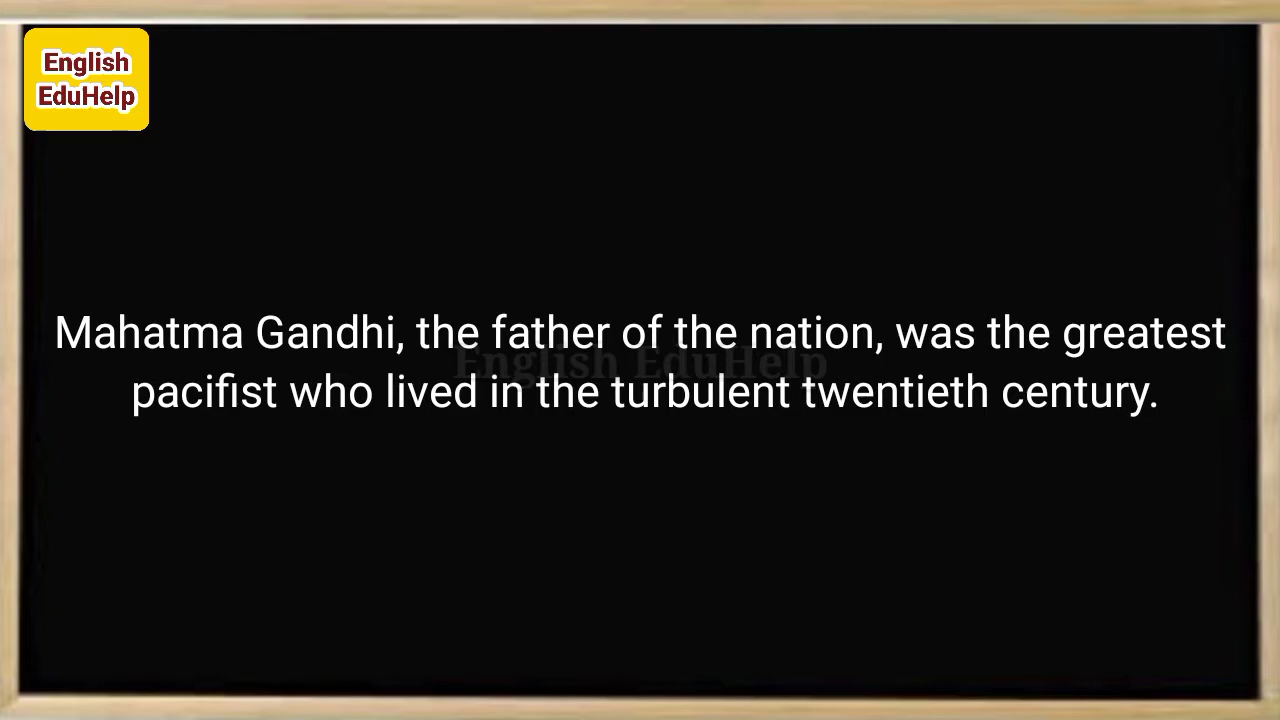 English
EduHelp
Mahatma Gandhi, the father of the nation, was the greatest
English EduHelp
pacifist who lived in the turbulent twentieth century.